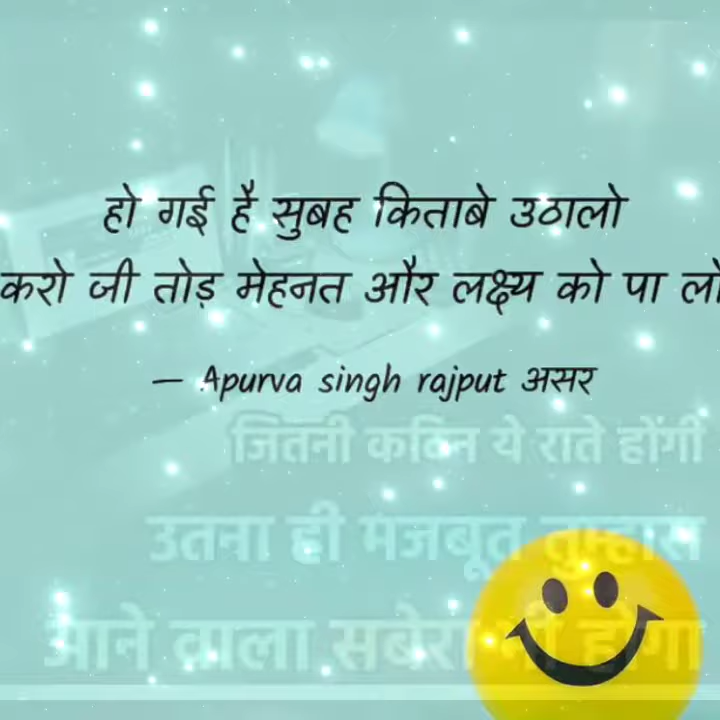 हो गई है सुबह किताबे उठालो
करो जी तोड़ मेहनत और लक्ष्य को पा लो
— Apurva singh rajput असर
जितनी कठिन ये राते होंगीं
उतना ही मजबूत तुम्हारा
आने वाला सबेरा भी होगा